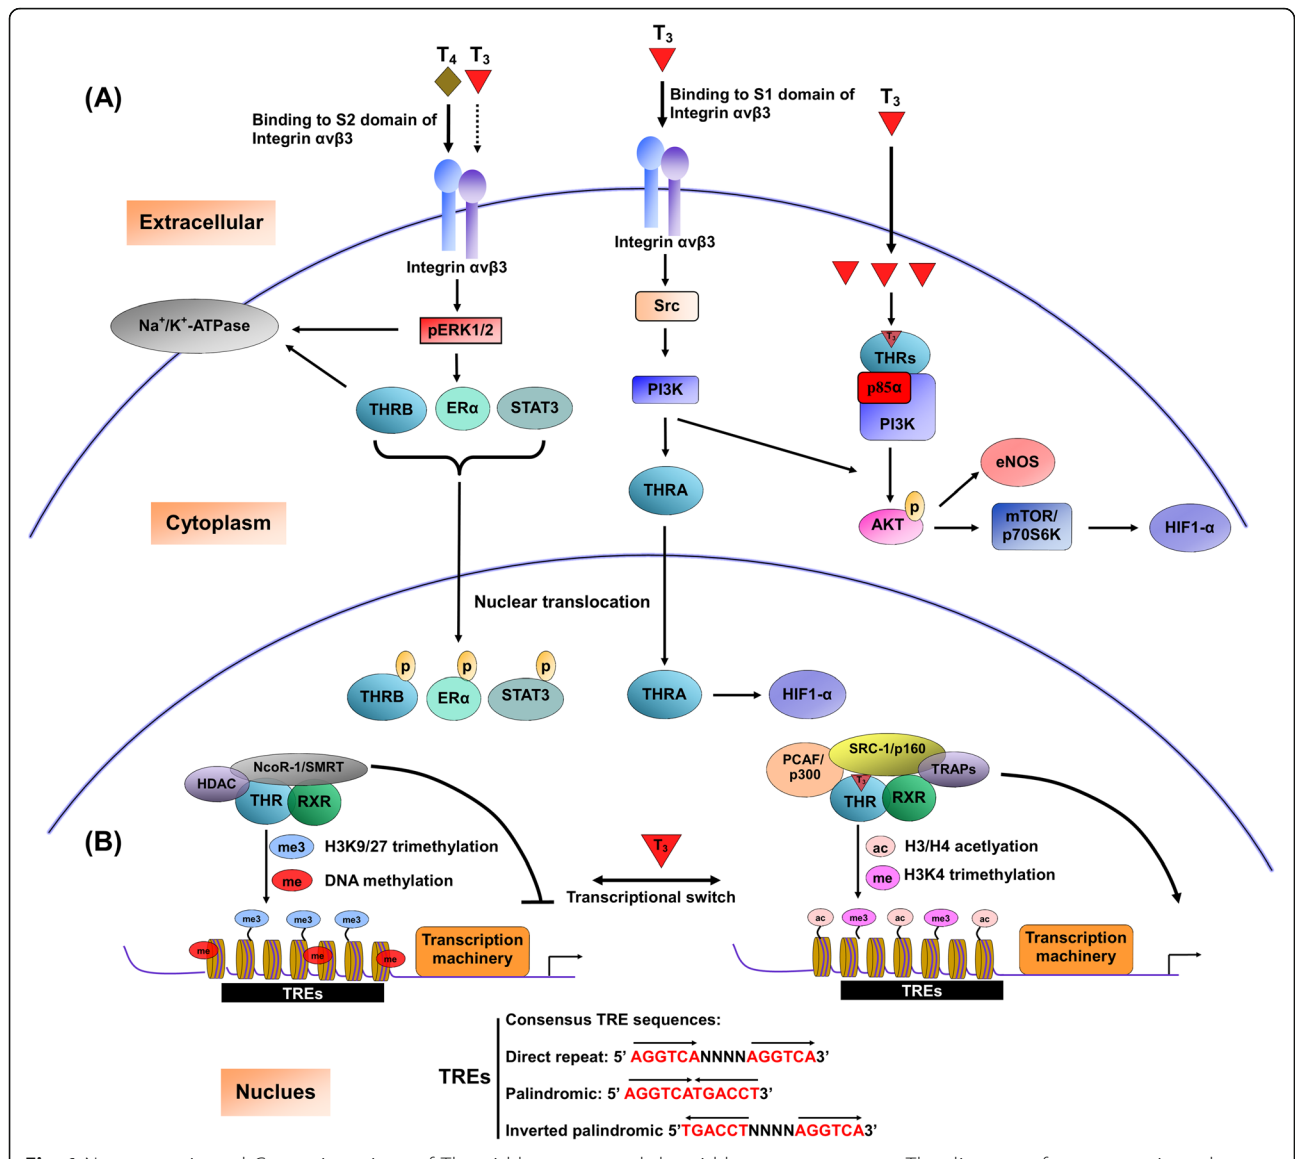 (A)
T4
T3
T3
T3
Binding to S2 domain of
Integrin αvβ3
Binding to S1 domain of
Integrin αvβ3
Extracellular
Integrin αvβ3
Integrin αvβ3
Na+/K+-ATPase
pERK1/2
Src
T3
THRs
p85α
PI3K
PI3K
THRB
ERα
STAT3
THRA
eNOS
Cytoplasm
p
AKT
mTOR/
p70S6K
HIF1-α
Nuclear translocation
p
p
p
THRB
ERα
STAT3
THRA
HIF1-α
NcoR-1/SMRT
HDAC
THR
RXR
PCAF/
p300
SRC-1/p160
TRAPs
T3
THR
RXR
(B)
me3
H3K9/27 trimethylation
me
DNA methylation
T3
Transcriptional switch
ac
H3/H4 acetlyation
me
H3K4 trimethylation
me3
me3
me3
me
me
me
Transcription
machinery
TREs
ac
me3
ac
me3
ac
Transcription
machinery
TREs
TREs
Consensus TRE sequences:
Direct repeat: 5’ AGGTCANNNNAGGTCA3’
Palindromic: 5’ AGGTCATGACCT3’
Inverted palindromic 5’TGACCTNNNNAGGTCA3’
Nuclues